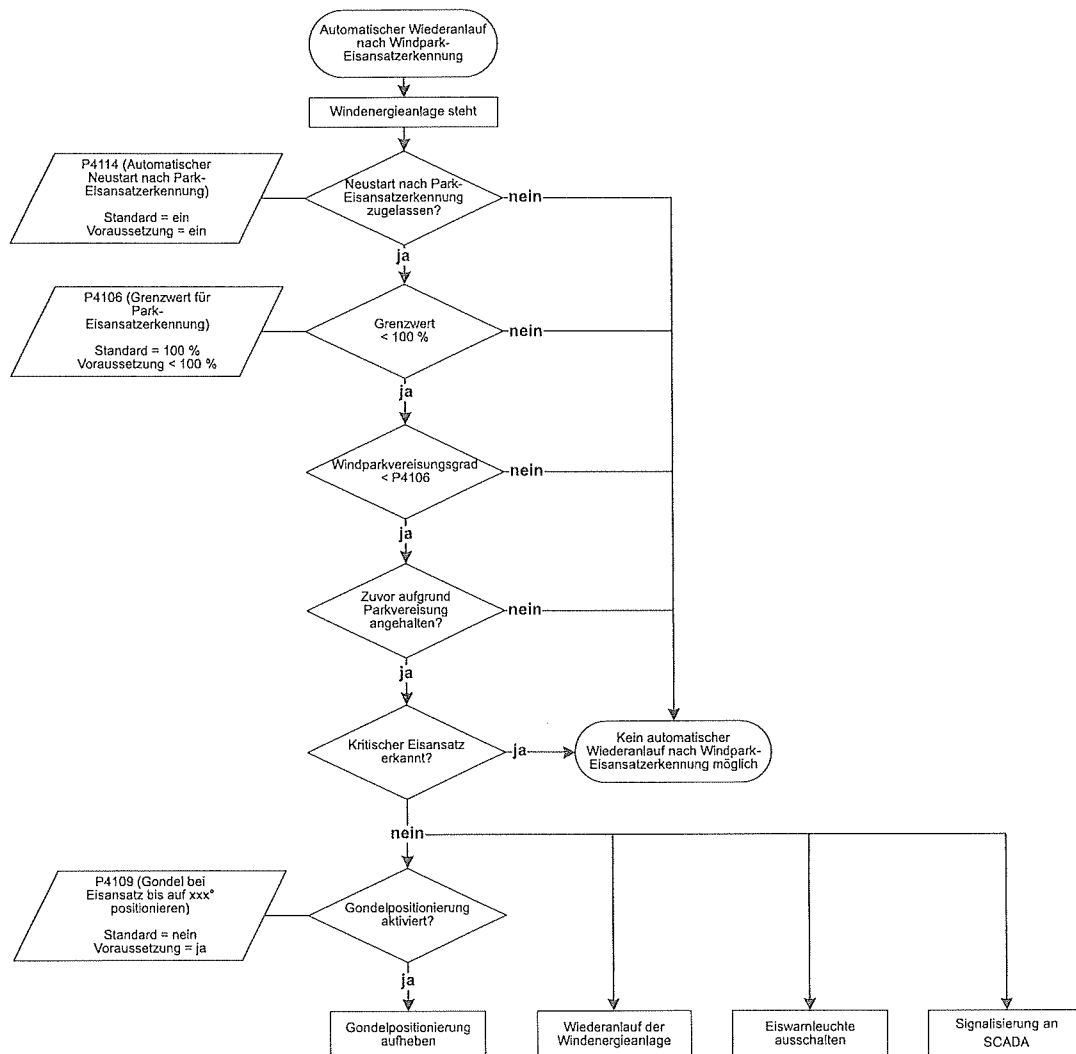 Automatischer Wiederanlauf
nach Windpark-
Eisansatzerkennung
Windenergieanlage steht
P4114 (Automatischer
Neustart nach Park-
Eisansatzerkennung)
Standard = ein
Voraussetzung = ein
Neustart nach Park-
Eisansatzerkennung
zugelassen?
nein
ja
P4106 (Grenzwert für
Park-
Eisansatzerkennung)
Standard = 100 %
Voraussetzung < 100 %
Grenzwert
< 100 %
nein
ja
Windparkvereisungsgrad
< P4106
nein
ja
Zuvor aufgrund
Parkvereisung
angehalten?
nein
ja
Kritischer Eisansatz
erkannt?
ja
Kein automatischer
Wiederanlauf nach Windpark-
Eisansatzerkennung möglich
nein
P4109 (Gondel bei
Eisansatz bis auf xxx°
positionieren)
Standard = nein
Voraussetzung = ja
Gondelpositionierung
aktiviert?
ja
Gondelpositionierung
aufheben
Wiederanlauf der
Windenergieanlage
Eiswarnleuchte
ausschalten
Signalisierung an
SCADA